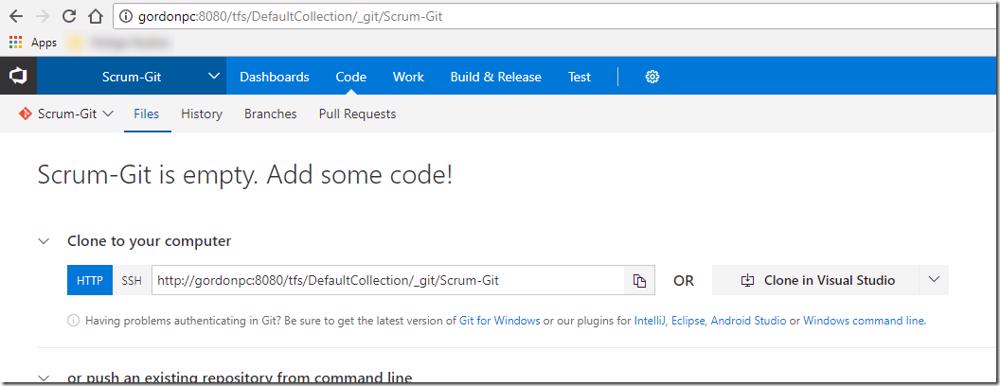 gordonpc:8080/tfs/DefaultCollection/_git/Scrum-Git
Apps
Scrum-Git Dashboards Code Work Build & Release Test
Scrum-Git Files History Branches Pull Requests
Scrum-Git is empty. Add some code!
Clone to your computer
HTTP SSH http://gordonpc:8080/tfs/DefaultCollection/_git/Scrum-Git OR Clone in Visual Studio
Having problems authenticating in Git? Be sure to get the latest version of Git for Windows or our plugins for IntelliJ, Eclipse, Android Studio or Windows command line.
or push an existing repository from command line